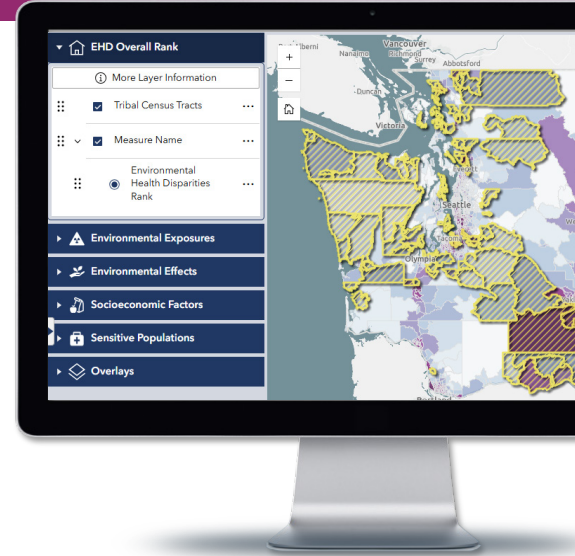 EHD Overall Rank
More Layer Information
Tribal Census Tracts
Measure Name
Environmental
Health Disparities
Rank
Environmental Exposures
Environmental Effects
Socioeconomic Factors
Sensitive Populations
Overlays
+
−
Vancouver
Richmond
Nanaimo
Surrey
Abbotsford
Duncan
Victoria
Everett
Seattle
Tacoma
Olympia